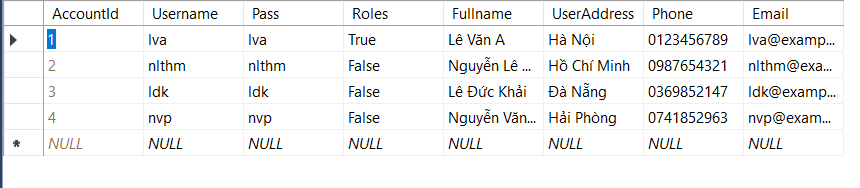 AccountId Username Pass Roles Fullname UserAddress Phone Email
1 lva lva True Lê Văn A Hà Nội 0123456789 lva@examp...
2 nlthm nlthm False Nguyễn Lê ... Hồ Chí Minh 0987654321 nlthm@exa...
3 ldk ldk False Lê Đức Khải Đà Nẵng 0369852147 ldk@examp...
4 nvp nvp False Nguyễn Văn... Hải Phòng 0741852963 nvp@exam...
* NULL NULL NULL NULL NULL NULL NULL NULL